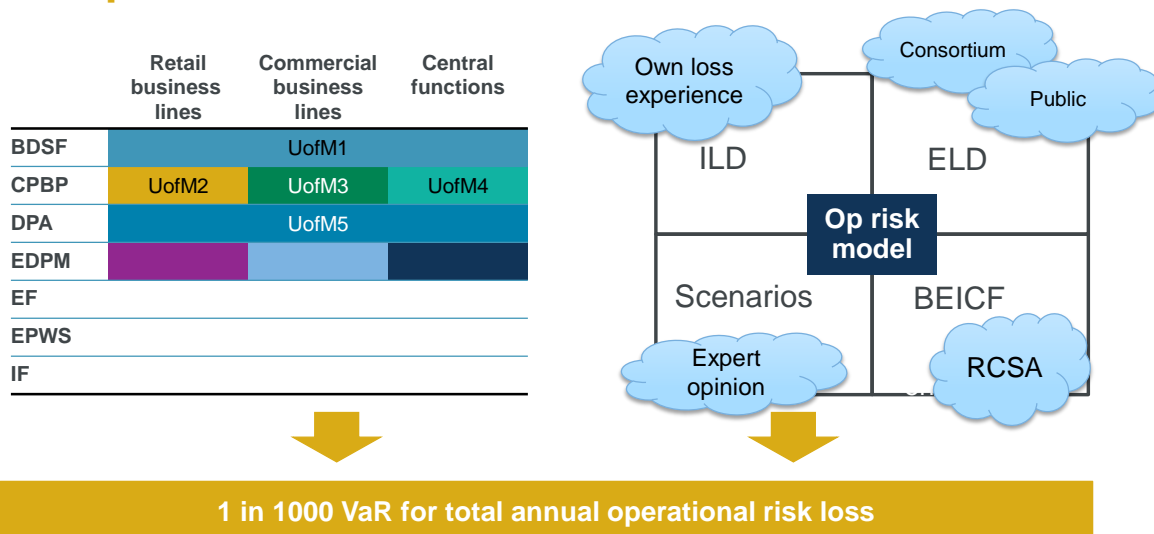 Retail
business
lines
Commercial
business
lines
Central
functions
BDSF
UofM1
CPBP
UofM2
UofM3
UofM4
DPA
UofM5
EDPM
EF
EPWS
IF
Own loss
experience
Consortium
Public
ILD
ELD
Op risk
model
Scenarios
BEICF
Expert
opinion
RCSA
1 in 1000 VaR for total annual operational risk loss